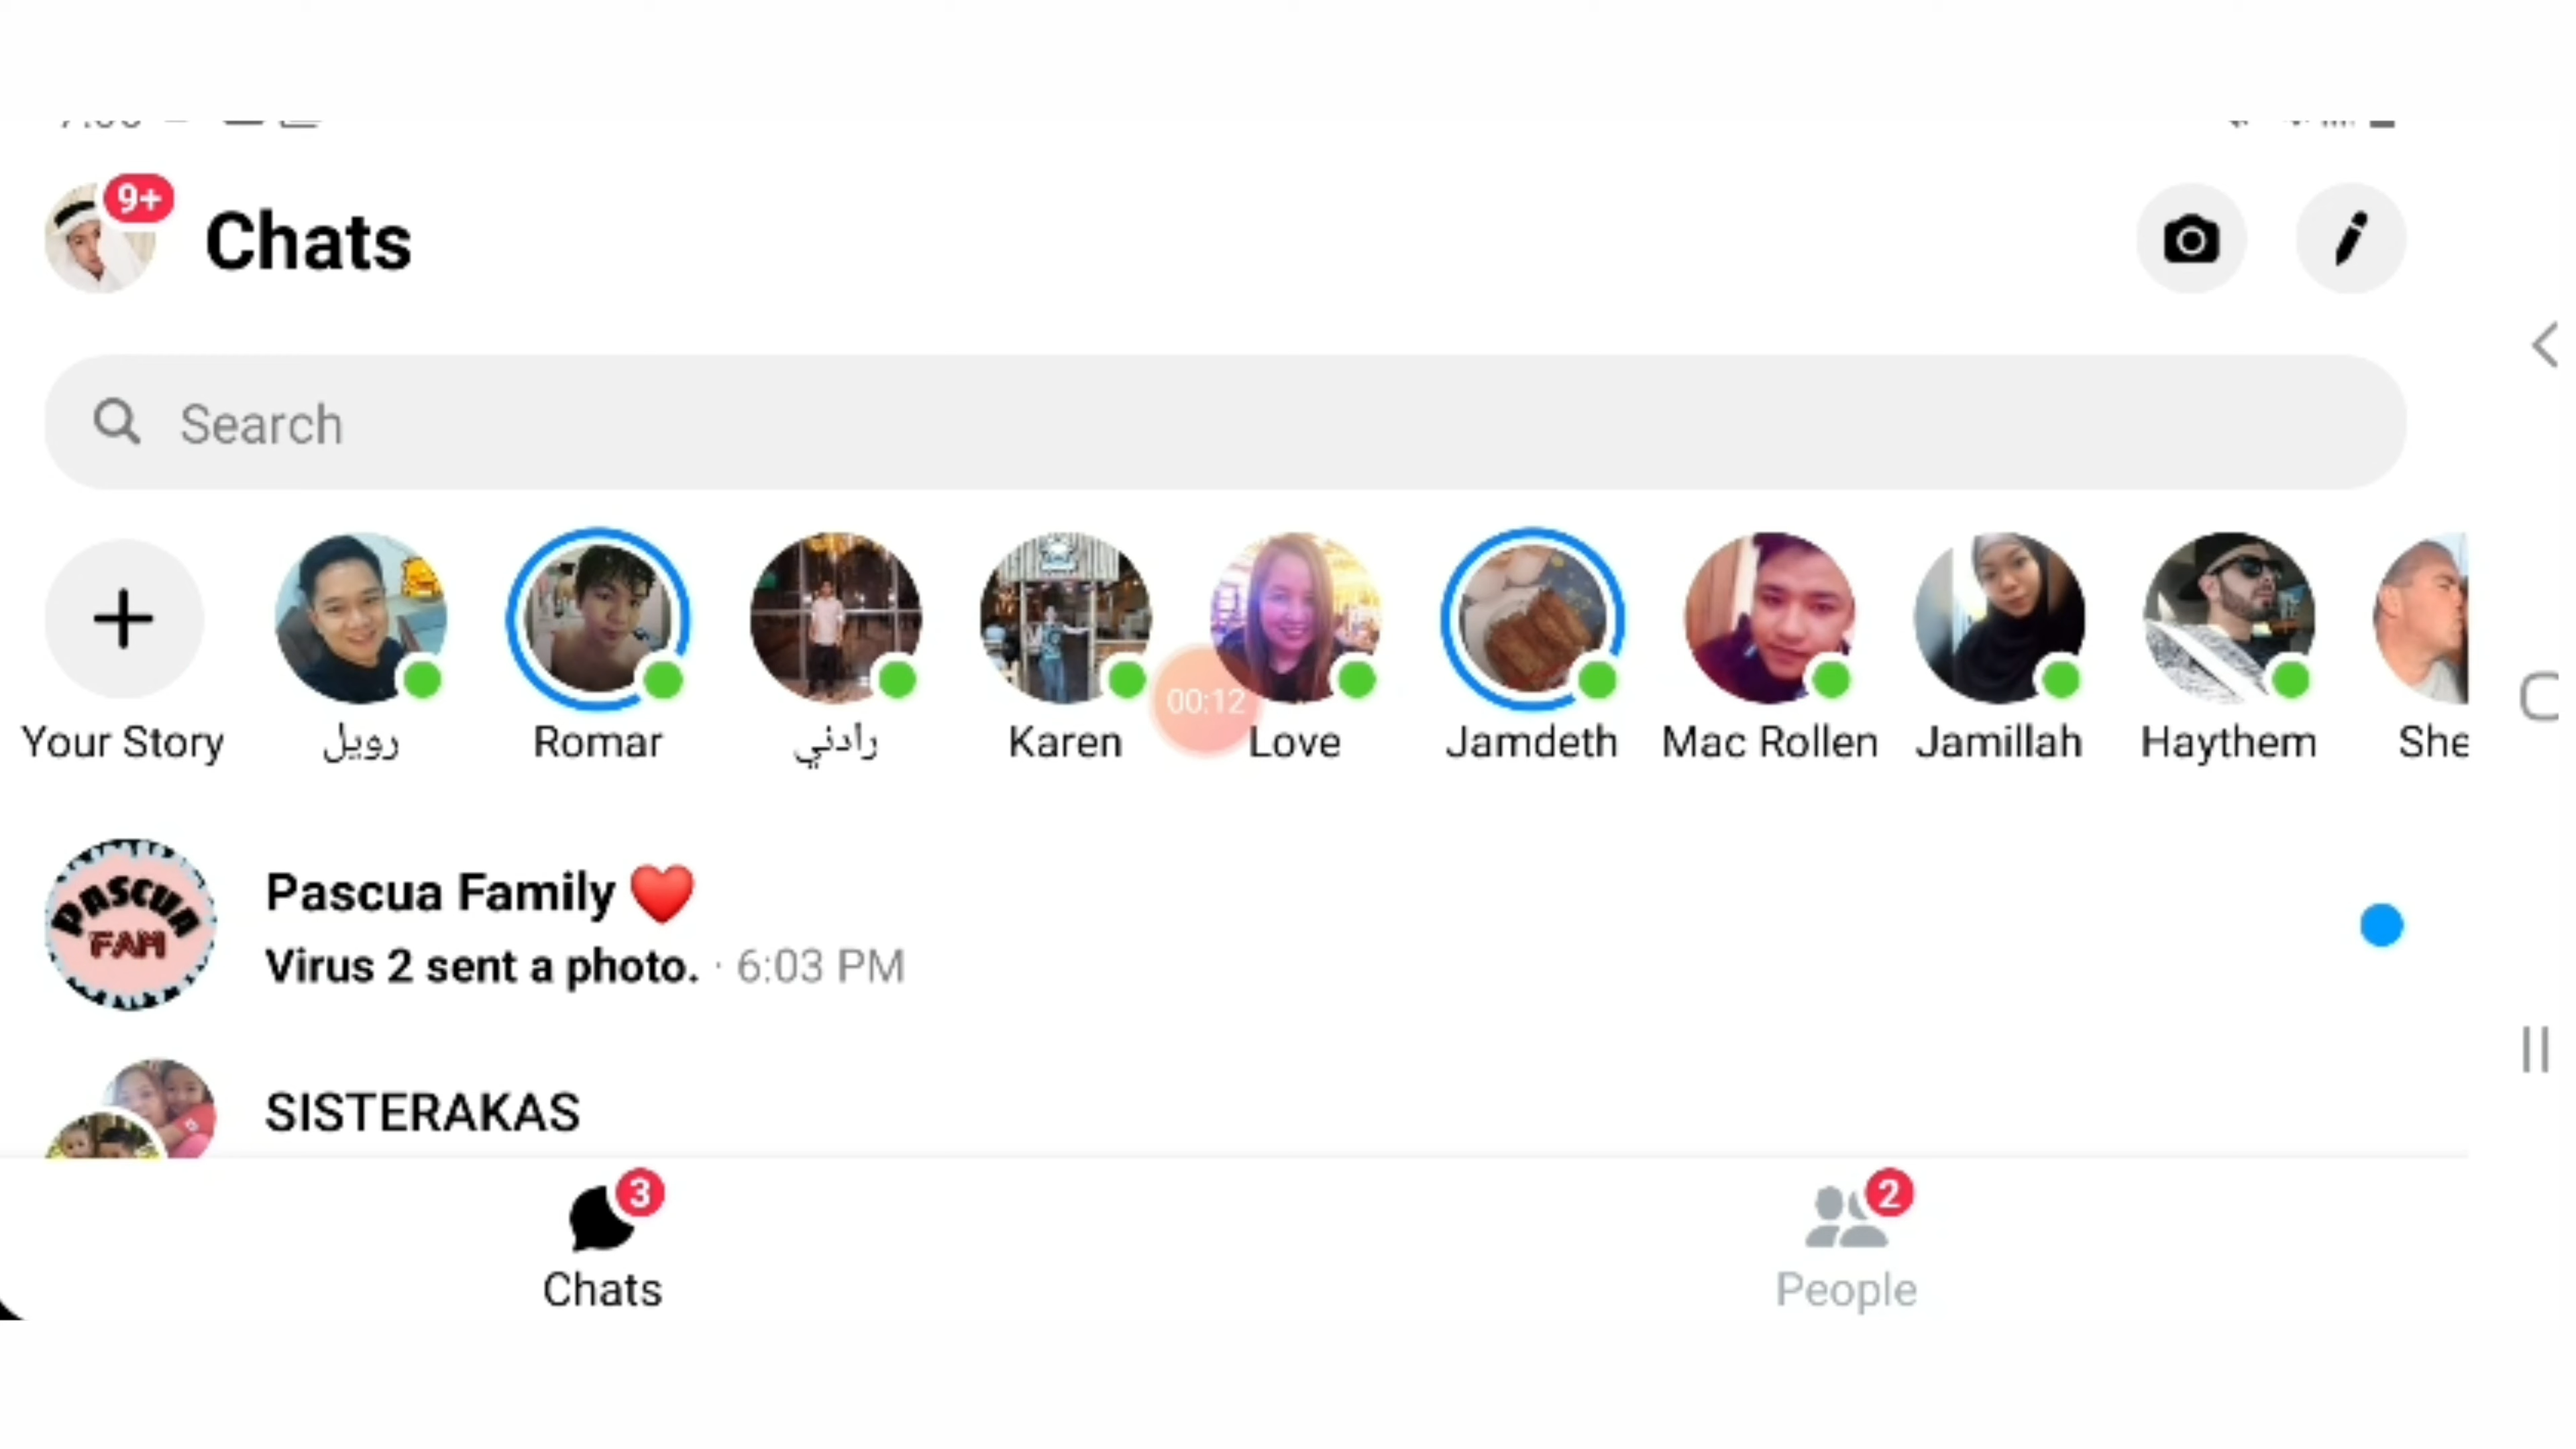 9+
Chats
Search
Your Story
رويل
Romar
رادني
Karen
00:12
Love
Jamdeth
Mac Rollen
Jamillah
Haythem
She
PASCUA
FAM
Pascua Family ❤️
Virus 2 sent a photo. · 6:03 PM
SISTERAKAS
3
Chats
2
People